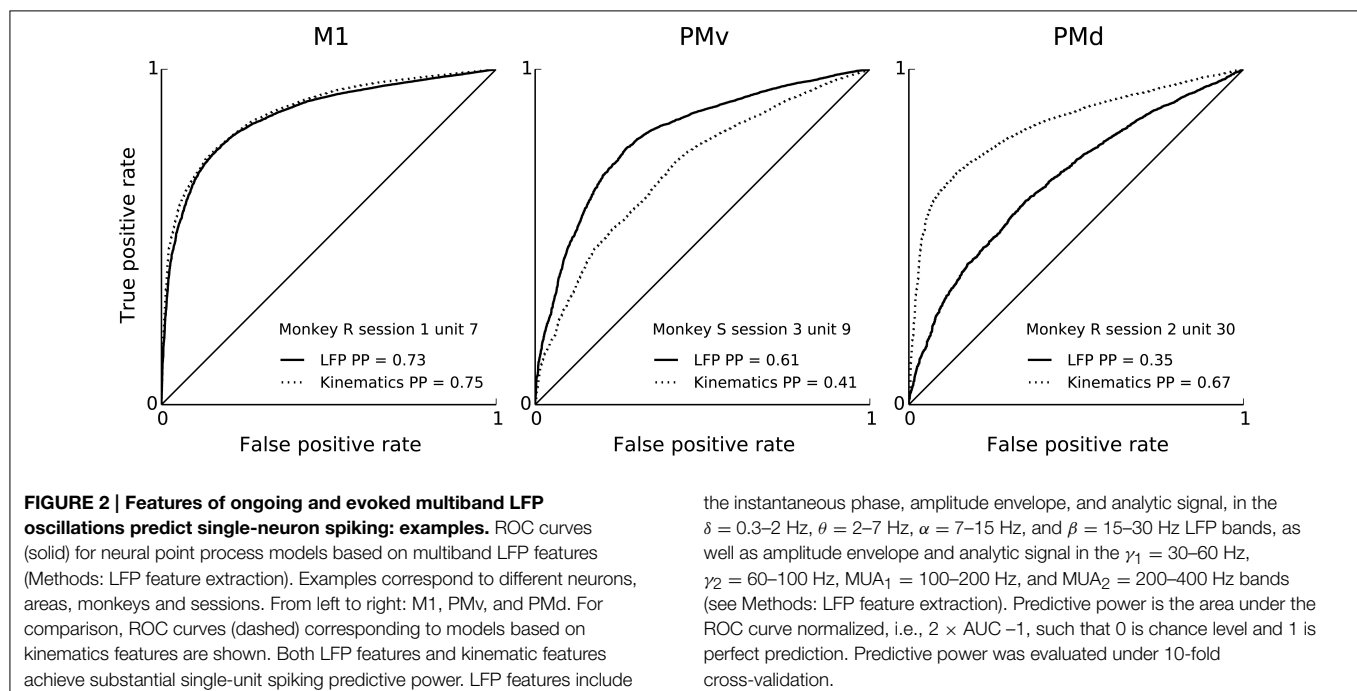 M1
PMv
PMd
1
True positive rate
Monkey R session 1 unit 7
LFP PP = 0.73
Kinematics PP = 0.75
0
0
1
False positive rate
1
Monkey S session 3 unit 9
LFP PP = 0.61
Kinematics PP = 0.41
0
0
1
False positive rate
1
Monkey R session 2 unit 30
LFP PP = 0.35
Kinematics PP = 0.67
0
0
1
False positive rate
FIGURE 2 | Features of ongoing and evoked multiband LFP
oscillations predict single-neuron spiking: examples. ROC curves
(solid) for neural point process models based on multiband LFP features
(Methods: LFP feature extraction). Examples correspond to different neurons,
areas, monkeys and sessions. From left to right: M1, PMv, and PMd. For
comparison, ROC curves (dashed) corresponding to models based on
kinematics features are shown. Both LFP features and kinematic features
achieve substantial single-unit spiking predictive power. LFP features include
the instantaneous phase, amplitude envelope, and analytic signal, in the
δ = 0.3–2 Hz, θ = 2–7 Hz, α = 7–15 Hz, and β = 15–30 Hz LFP bands, as
well as amplitude envelope and analytic signal in the γ₁ = 30–60 Hz,
γ₂ = 60–100 Hz, MUA₁ = 100–200 Hz, and MUA₂ = 200–400 Hz bands
(see Methods: LFP feature extraction). Predictive power is the area under the
ROC curve normalized, i.e., 2 × AUC –1, such that 0 is chance level and 1 is
perfect prediction. Predictive power was evaluated under 10-fold
cross-validation.